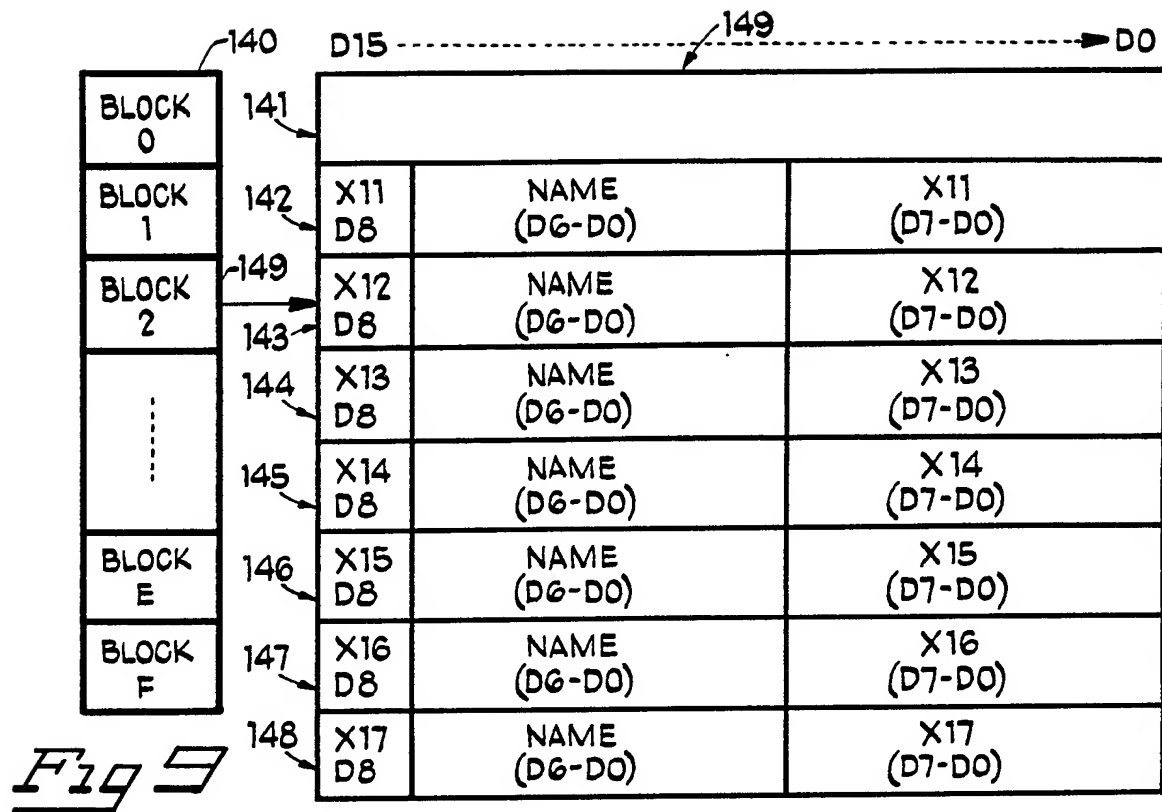 140
D15 D0
149
BLOCK
0
141
BLOCK
1
142
X11
D8
NAME
(D6-D0)
X11
(D7-D0)
BLOCK
2
149
143
X12
D8
NAME
(D6-D0)
X12
(D7-D0)
144
X13
D8
NAME
(D6-D0)
X13
(D7-D0)
145
X14
D8
NAME
(D6-D0)
X14
(D7-D0)
BLOCK
E
146
X15
D8
NAME
(D6-D0)
X15
(D7-D0)
BLOCK
F
147
X16
D8
NAME
(D6-D0)
X16
(D7-D0)
148
X17
D8
NAME
(D6-D0)
X17
(D7-D0)
Fig 9